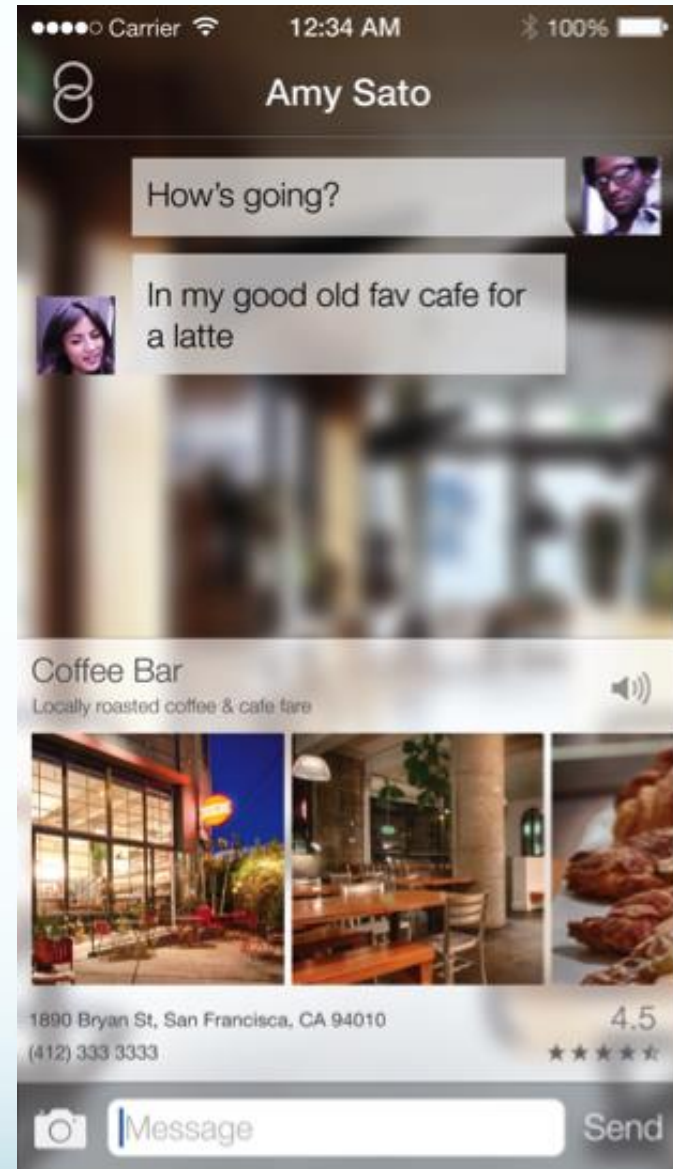 Carrier 12:34 AM 100%
Amy Sato
How's going?
In my good old fav cafe for
a latte
Coffee Bar
Locally roasted coffee & cafe fare
1890 Bryan St, San Francisca, CA 94010
4.5
(412) 333 3333
Message
Send